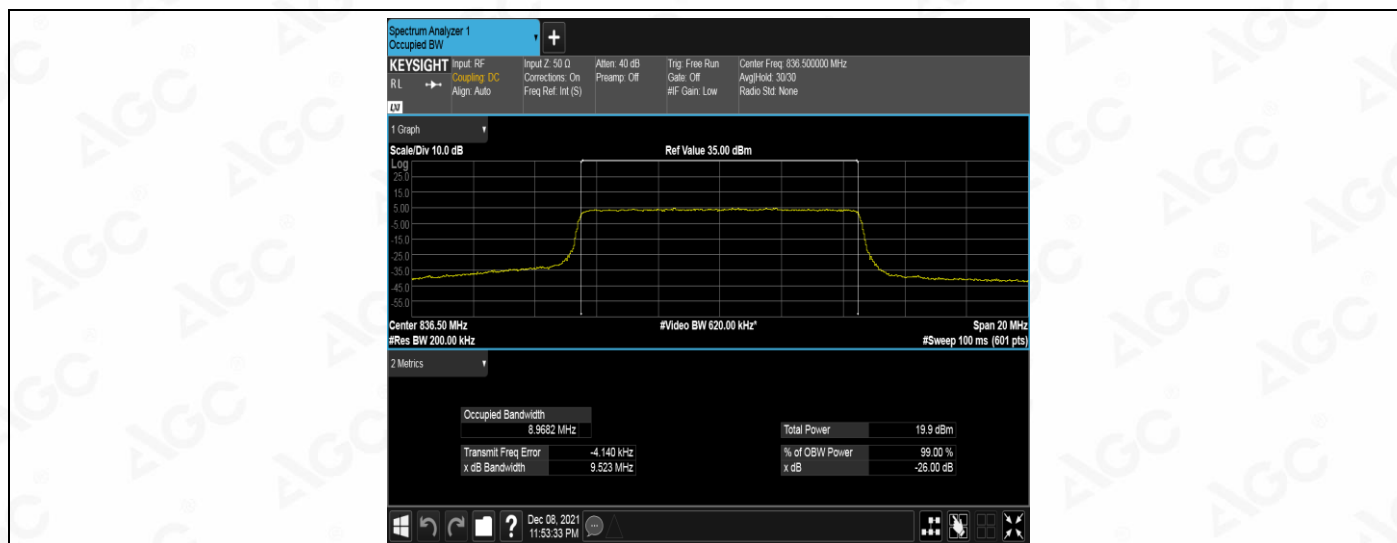 Spectrum Analyzer 1
Occupied BW
+
KEYSIGHT
RL
LXI
Input: RF
Coupling: DC
Align: Auto
Input Z: 50 Ω
Corrections: On
Freq Ref: Int (S)
Atten: 40 dB
Preamp: Off
Trig: Free Run
Gate: Off
#IF Gain: Low
Center Freq: 836.500000 MHz
Avg|Hold: 30/30
Radio Std: None
1 Graph
Scale/Div 10.0 dB
Ref Value 35.00 dBm
Log
25.0
15.0
5.00
-5.00
-15.0
-25.0
-35.0
-45.0
-55.0
Center 836.50 MHz
#Video BW 620.00 kHz*
Span 20 MHz
#Res BW 200.00 kHz
#Sweep 100 ms (601 pts)
2 Metrics
Occupied Bandwidth
8.9682 MHz
Total Power 19.9 dBm
Transmit Freq Error -4.140 kHz
% of OBW Power 99.00 %
x dB Bandwidth 9.523 MHz
x dB -26.00 dB
?
Dec 08, 2021
11:53:33 PM
AGC